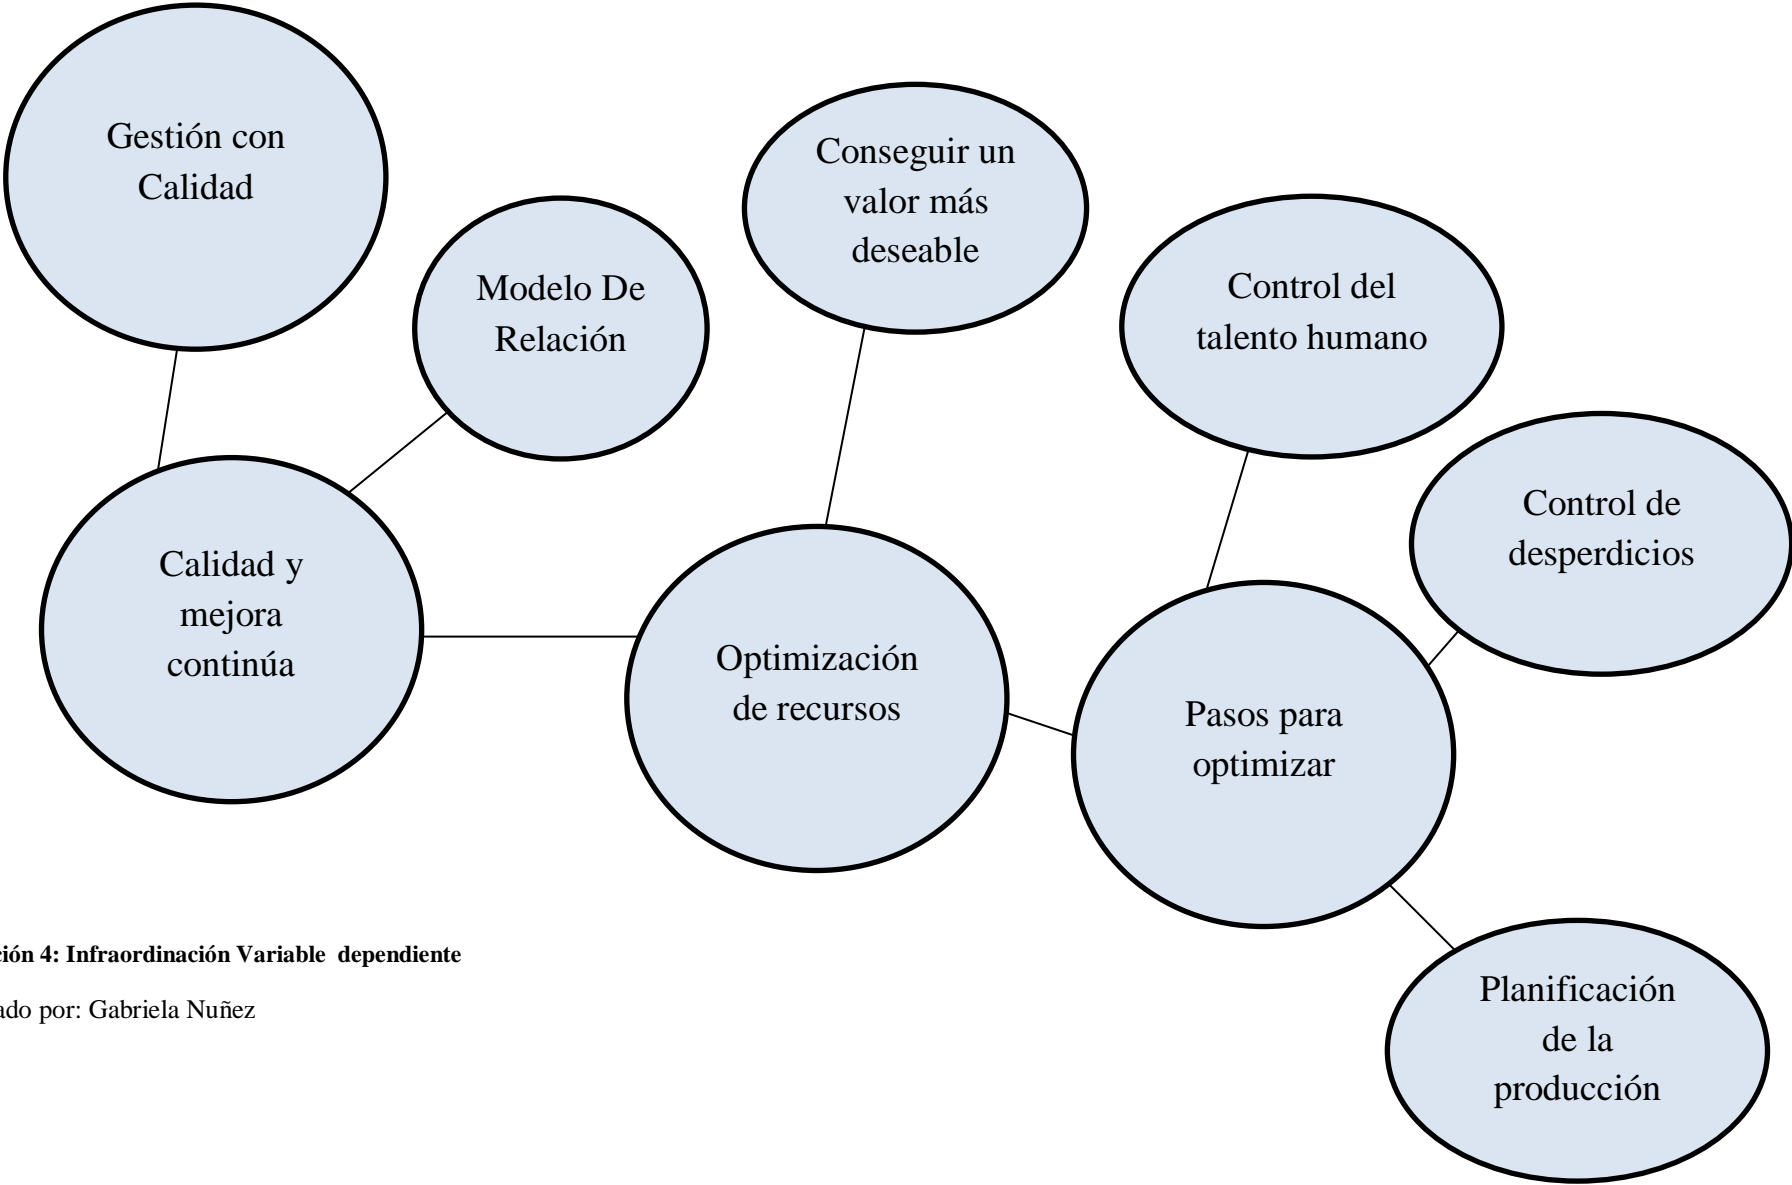 Gestión con
Calidad
Modelo De
Relación
Conseguir un
valor más
deseable
Control del
talento humano
Control de
desperdicios
Calidad y
mejora
continúa
Optimización
de recursos
Pasos para
optimizar
Planificación
de la
producción
ción 4: Infraordinación Variable  dependiente
ado por: Gabriela Nuñez